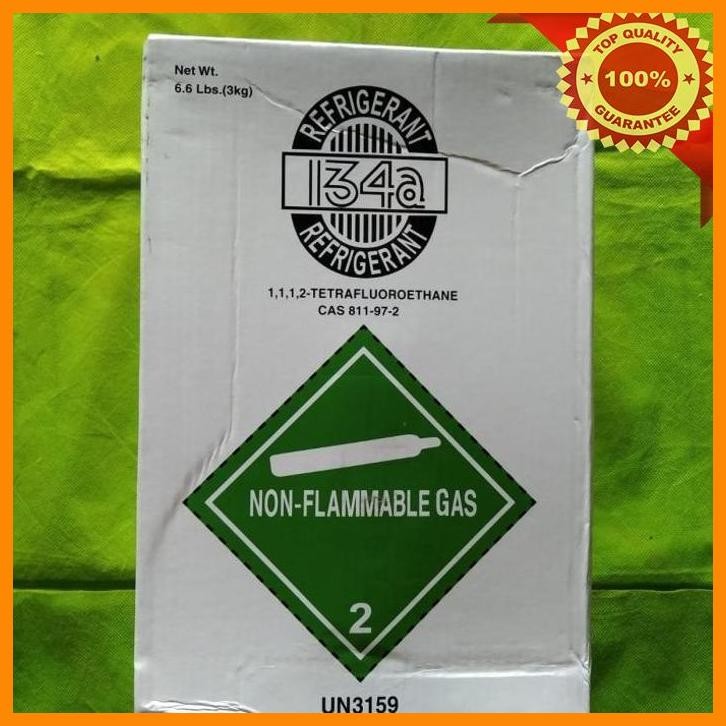 Net Wt.
6.6 Lbs.(3kg)
REFRIGERANT
134a
REFRIGERANT
1,1,1,2-TETRAFLUOROETHANE
CAS 811-97-2
NON-FLAMMABLE GAS
2
UN3159
TOP QUALITY
100%
GUARANTEE